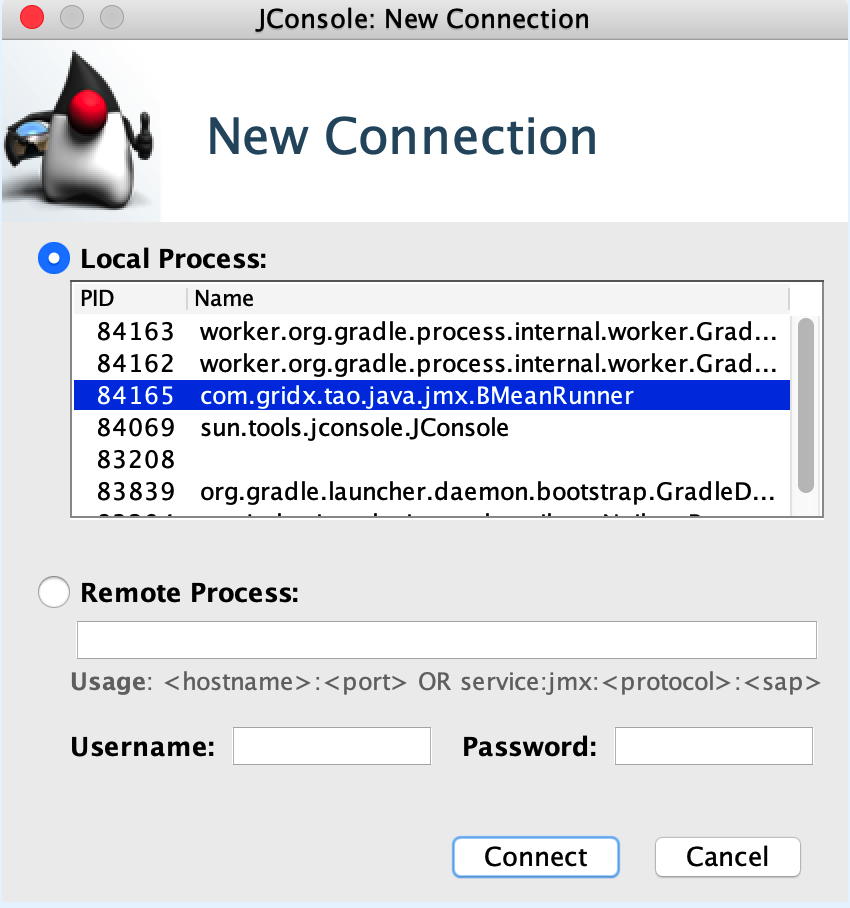 JConsole: New Connection
New Connection
Local Process:
PID Name
84163 worker.org.gradle.process.internal.worker.Grad...
84162 worker.org.gradle.process.internal.worker.Grad...
84165 com.gridx.tao.java.jmx.BMeanRunner
84069 sun.tools.jconsole.JConsole
83208
83839 org.gradle.launcher.daemon.bootstrap.GradleD...
Remote Process:
Usage: <hostname>:<port> OR service:jmx:<protocol>:<sap>
Username: Password:
Connect Cancel